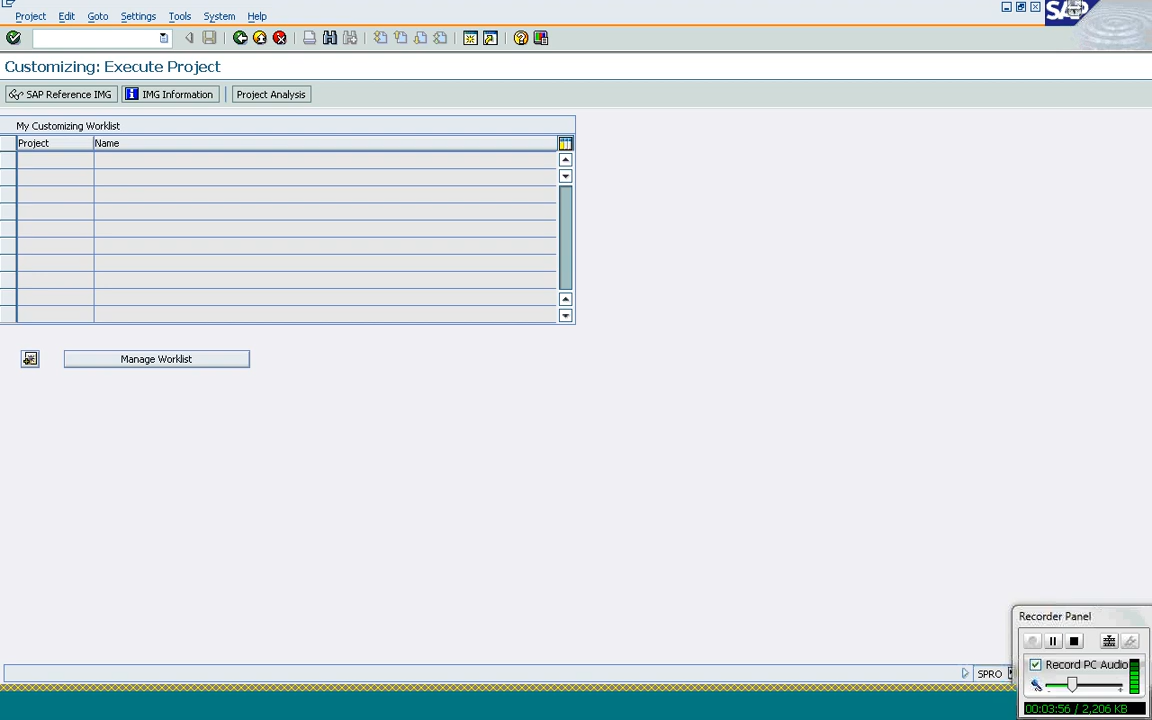 Project Edit Goto Settings Tools System Help
SAP
Customizing: Execute Project
SAP Reference IMG IMG Information Project Analysis
My Customizing Worklist
Project Name
Manage Worklist
SPRO
Recorder Panel
Record PC Audio
00:03:56 / 2,206 KB